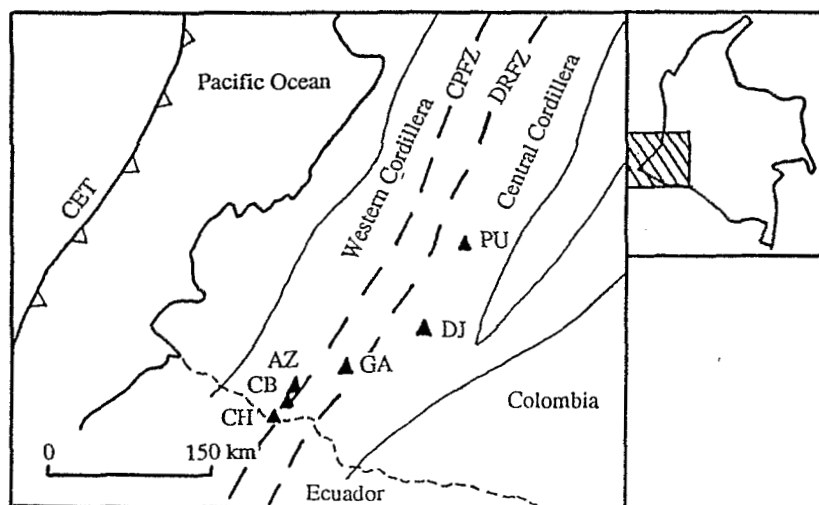 Pacific Ocean
CET
Western Cordillera
CPFZ
DRFZ
Central Cordillera
PU
DJ
GA
AZ
CB
CH
Colombia
0 150 km
Ecuador